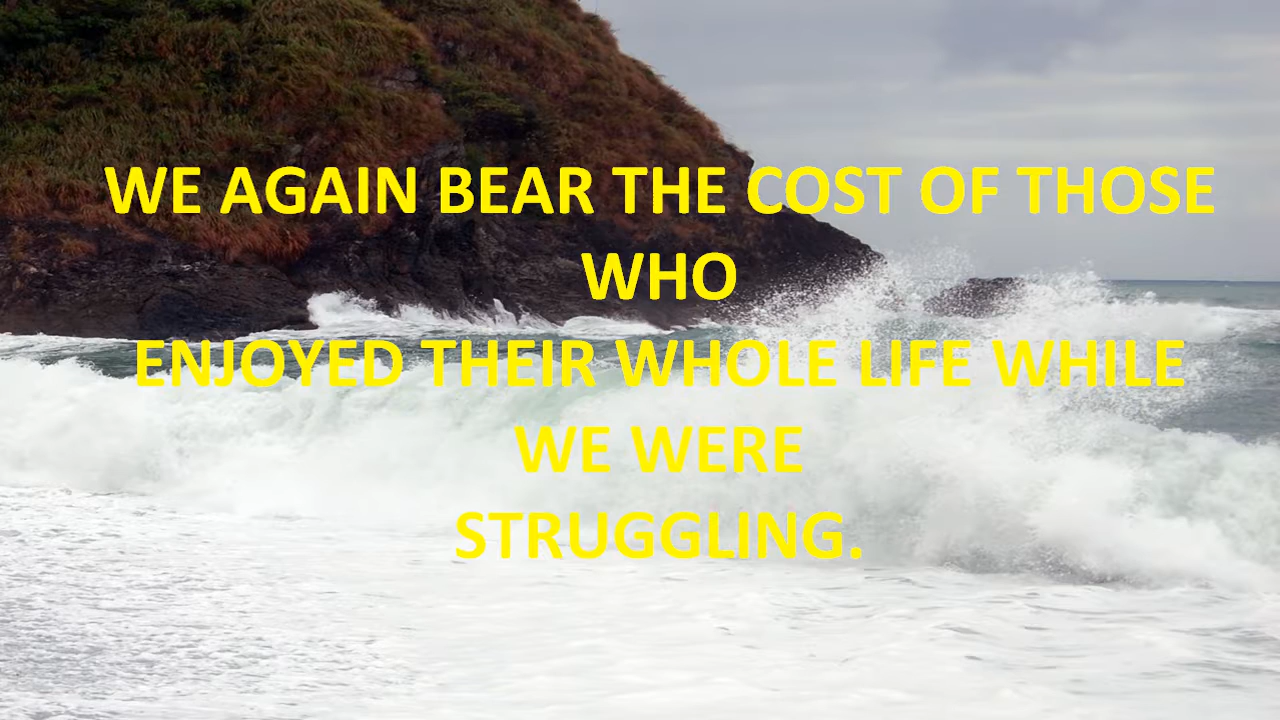 WE AGAIN BEAR THE COST OF THOSE
WHO
ENJOYED THEIR WHOLE LIFE WHILE
WE WERE
STRUGGLING.